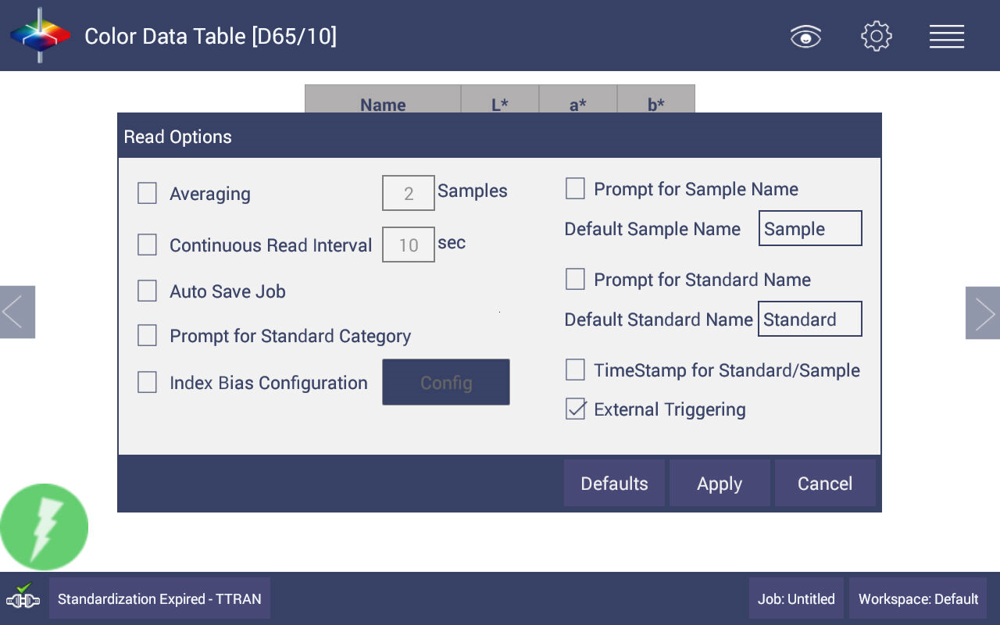 Color Data Table [D65/10]
Name L* a* b*
Read Options
Averaging 2 Samples
Continuous Read Interval 10 sec
Auto Save Job
Prompt for Standard Category
Index Bias Configuration Config
Prompt for Sample Name
Default Sample Name Sample
Prompt for Standard Name
Default Standard Name Standard
TimeStamp for Standard/Sample
External Triggering
Defaults Apply Cancel
Standardization Expired - TTRAN Job: Untitled Workspace: Default